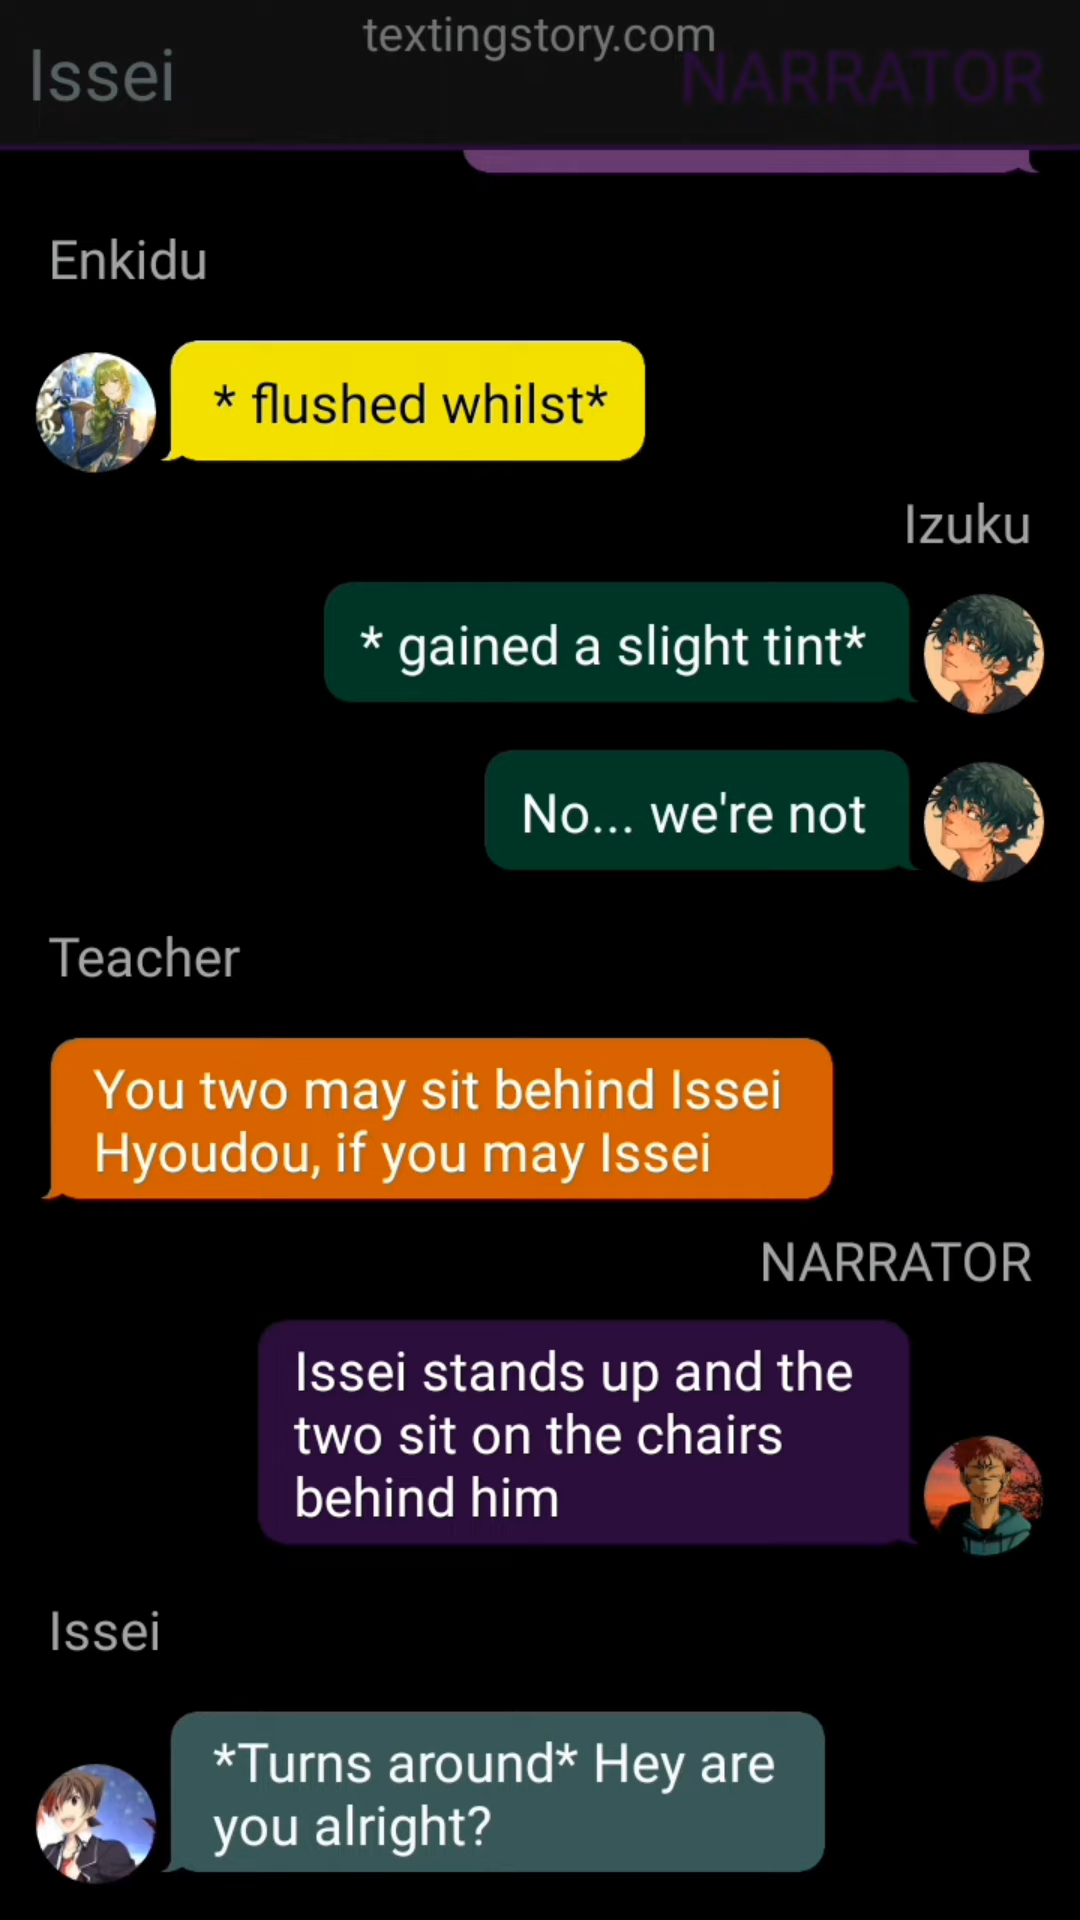 textingstory.com
Issei
NARRATOR
Enkidu
* flushed whilst*
Izuku
* gained a slight tint*
No... we're not
Teacher
You two may sit behind Issei
Hyoudou, if you may Issei
NARRATOR
Issei stands up and the
two sit on the chairs
behind him
Issei
*Turns around* Hey are
you alright?